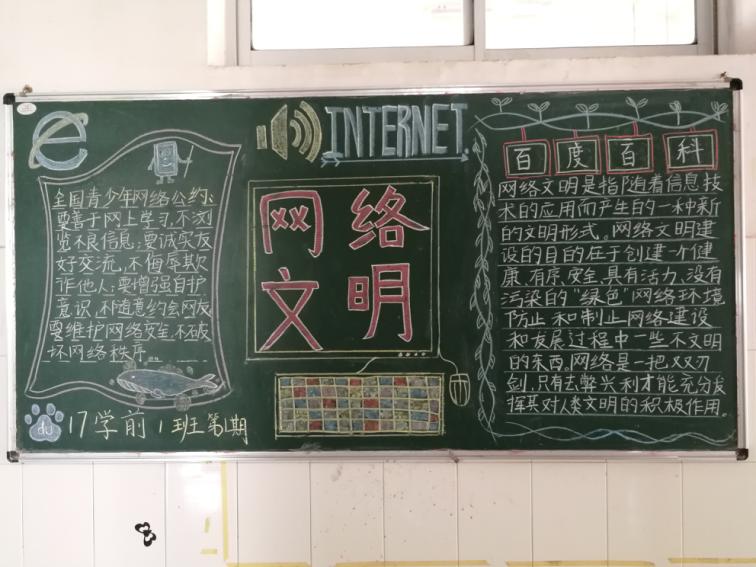 INTERNET
全国青少年网络公约:
要善于网上学习,不浏
览不良信息;要诚实友
好交流,不侮辱欺
诈他人;要增强自护
意识,不随意约会网友
要维护网络安全,不破
坏网络秩序。
du
17学前1班第1期
网络
文明
百度百科
网络文明是指随着信息技
术的应用而产生的一种新
的文明形式。网络文明建
设的目的在于创建一个健
康、有序、安全、具有活力、没有
污染的"绿色"网络环境
防止和制止网络建设
和发展过程中一些不文明
的东西。网络是一把双刃
剑,只有去弊兴利才能充分发
挥其对人类文明的积极作用。